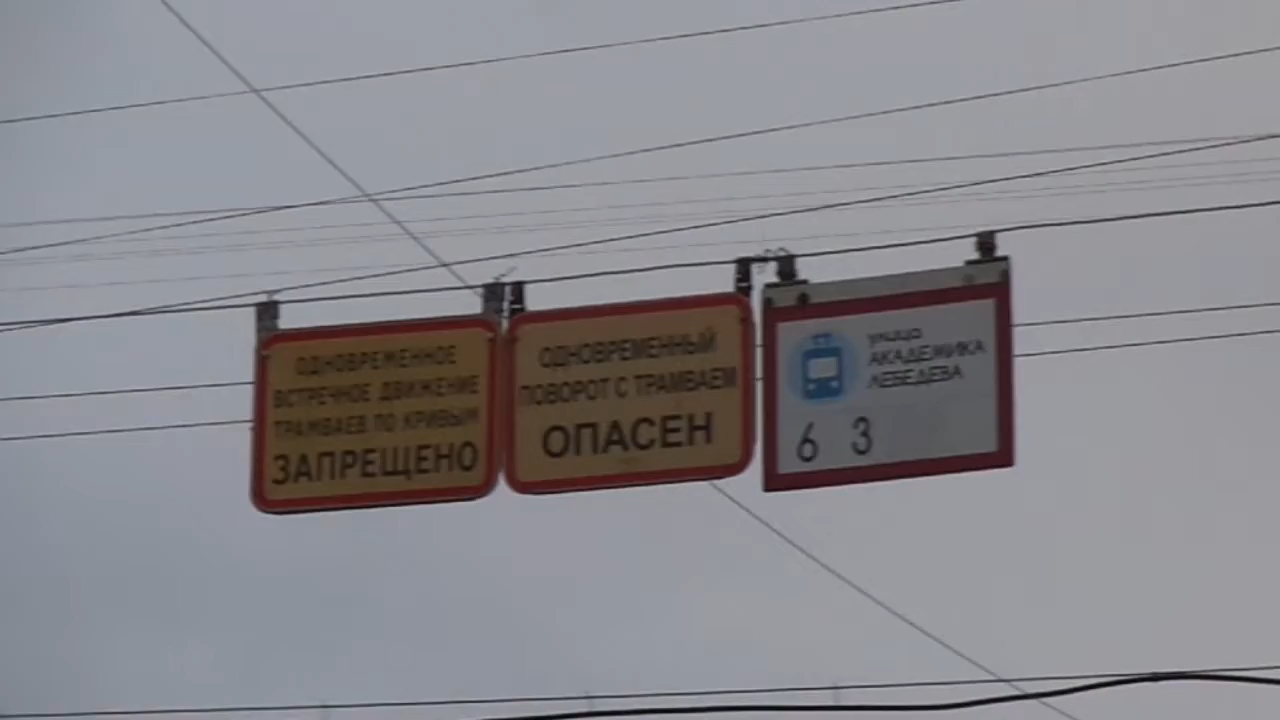 ОДНОВРЕМЕННОЕ
ВСТРЕЧНОЕ ДВИЖЕНИЕ
ТРАМВАЕВ ПО КРИВЫМ
ЗАПРЕЩЕНО
ОДНОВРЕМЕННЫЙ
ПОВОРОТ С ТРАМВАЕМ
ОПАСЕН
улица
АКАДЕМИКА
ЛЕБЕДЕВА
6 3